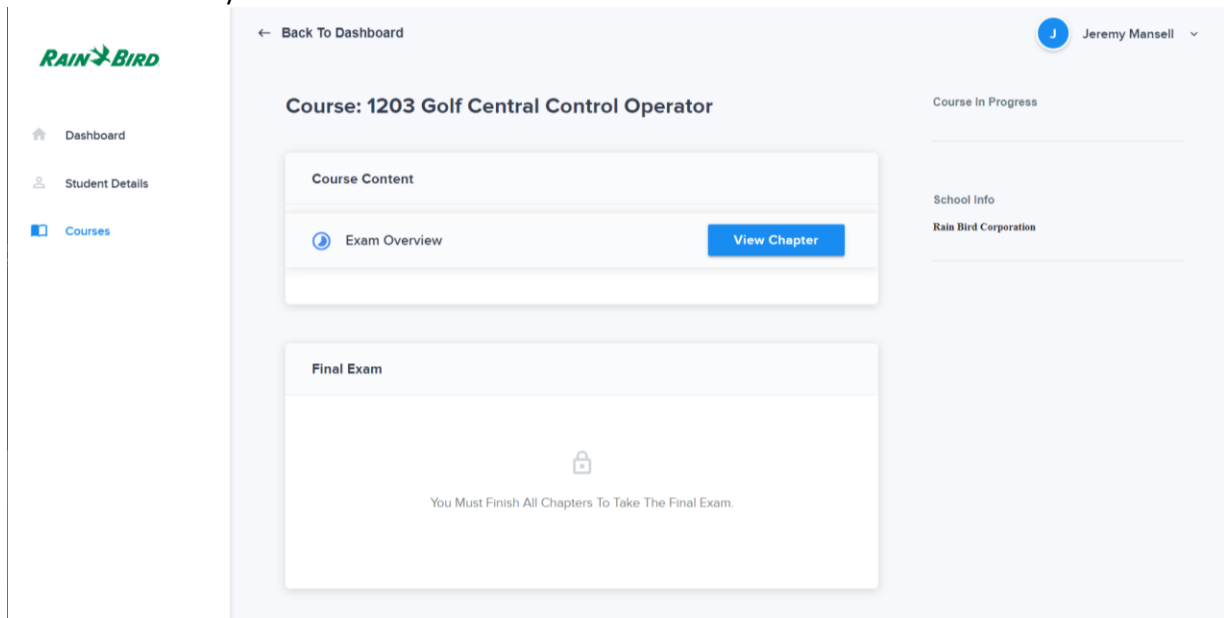 RAIN BIRD
Dashboard
Student Details
Courses
← Back To Dashboard
J Jeremy Mansell
Course: 1203 Golf Central Control Operator
Course Content
Exam Overview
View Chapter
Final Exam
You Must Finish All Chapters To Take The Final Exam.
Course In Progress
School Info
Rain Bird Corporation